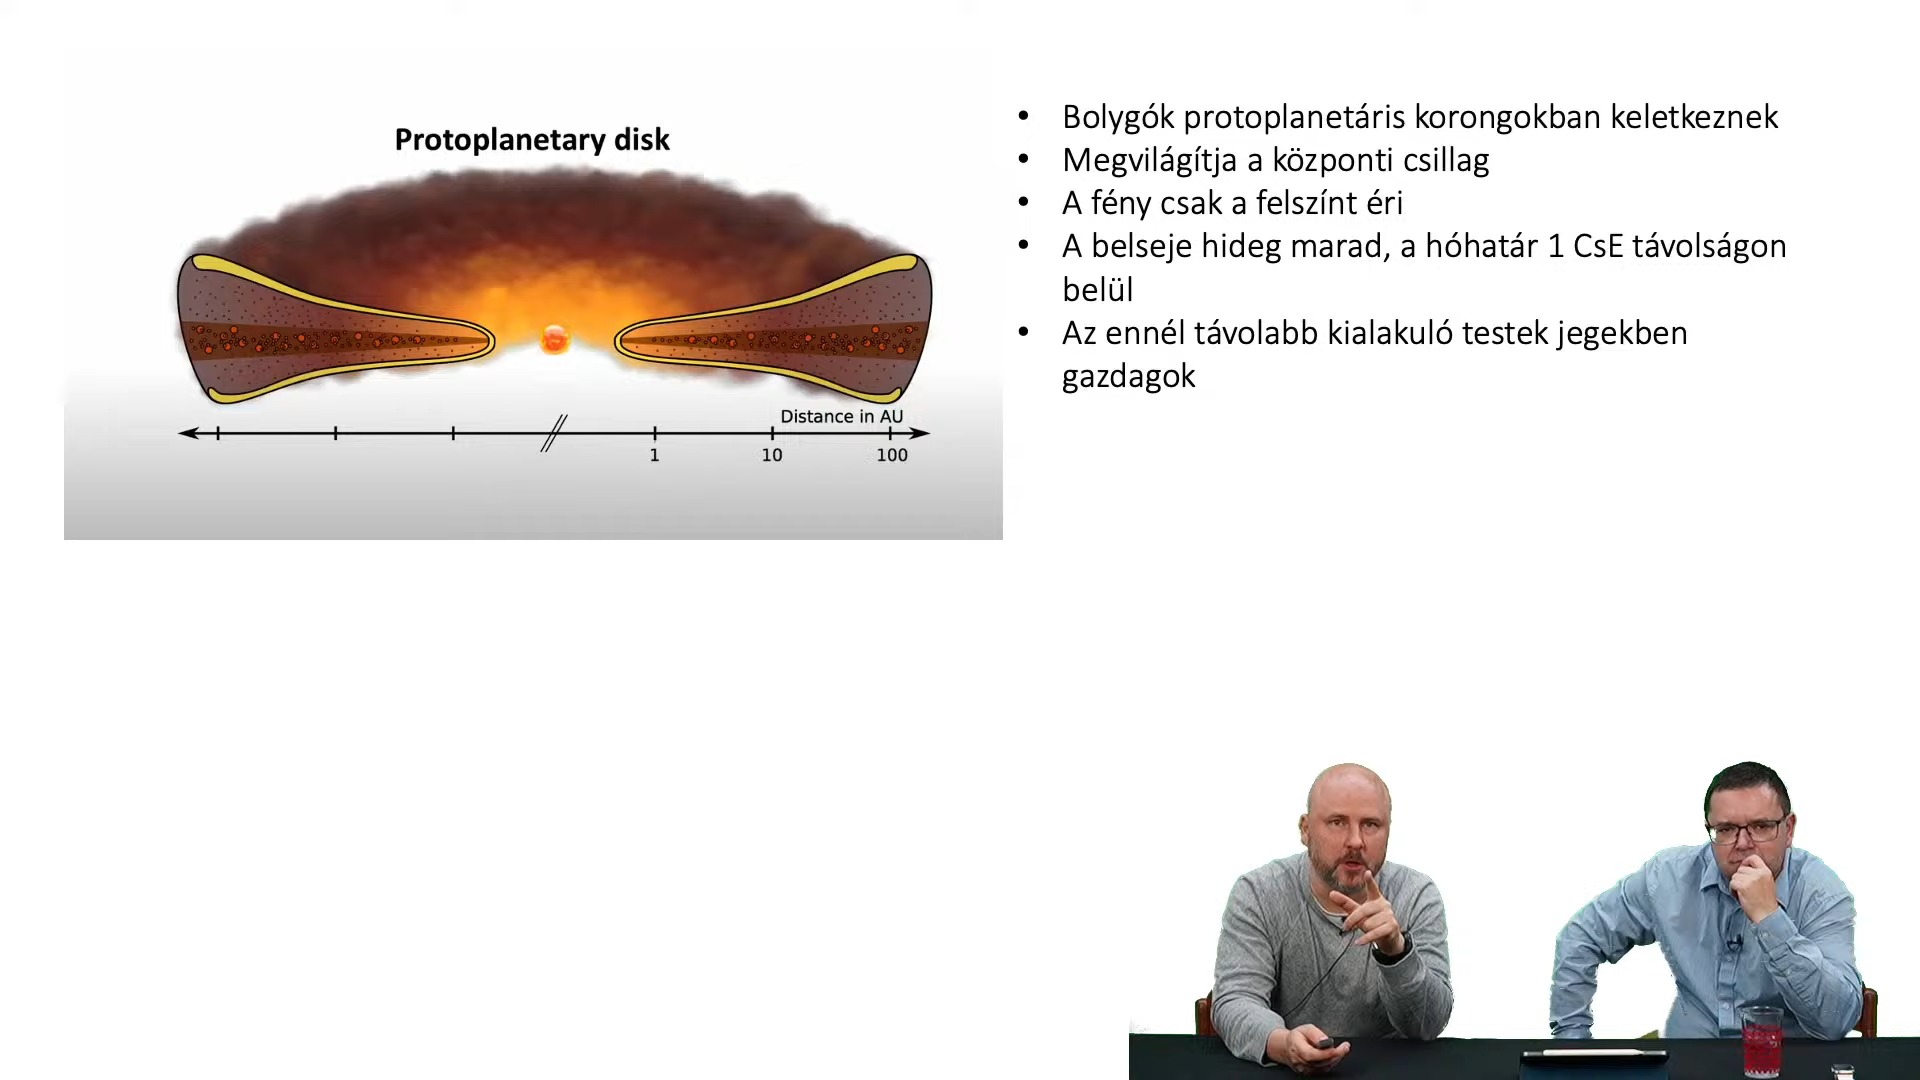 Protoplanetary disk
Distance in AU
1 10 100
• Bolygók protoplanetáris korongokban keletkeznek
• Megvilágítja a központi csillag
• A fény csak a felszínt éri
• A belseje hideg marad, a hóhatár 1 CsE távolságon
belül
• Az ennél távolabb kialakuló testek jegekben
gazdagok